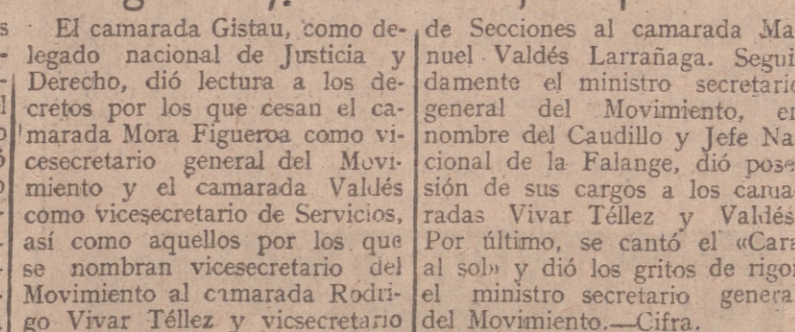 El camarada Gistau, como de-
legado nacional de Justicia y
Derecho, dió lectura a los de-
cretos por los que cesan el ca-
marada Mora Figueroa como vi-
cesecretario general del Movi-
miento y el camarada Valdés
como vicesecretario de Servicios,
así como aquellos por los que
se nombran vicesecretario del
Movimiento al camarada Rodri-
go Vivar Téllez y vicsecretario
de Secciones al camarada Ma
nuel Valdés Larrañaga. Segui
damente el ministro secretario
general del Movimiento, en
nombre del Caudillo y Jefe Na
cional de la Falange, dió pose
sión de sus cargos a los cama
radas Vivar Téllez y Valdés
Por último, se cantó el «Cara
al sol» y dió los gritos de rigor
el ministro secretario general
del Movimiento.—Cifra.